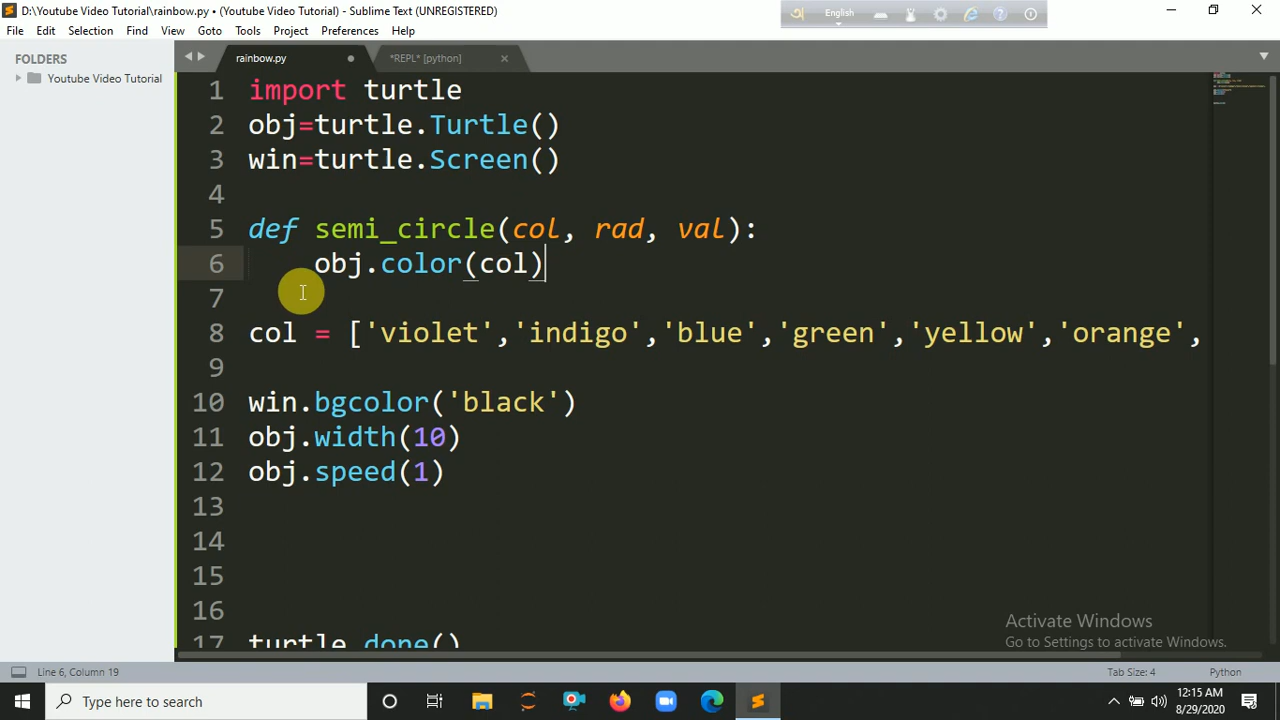 D:\Youtube Video Tutorial\rainbow.py • (Youtube Video Tutorial) - Sublime Text (UNREGISTERED)
English
File Edit Selection Find View Goto Tools Project Preferences Help
FOLDERS
Youtube Video Tutorial
rainbow.py
*REPL* [python]
1 import turtle
2 obj=turtle.Turtle()
3 win=turtle.Screen()
4
5 def semi_circle(col, rad, val):
6 obj.color(col)
7
8 col = ['violet','indigo','blue','green','yellow','orange',
9
10 win.bgcolor('black')
11 obj.width(10)
12 obj.speed(1)
13
14
15
16
17 turtle.done()
Activate Windows
Go to Settings to activate Windows.
Line 6, Column 19
Tab Size: 4
Python
Type here to search
12:15 AM
8/29/2020